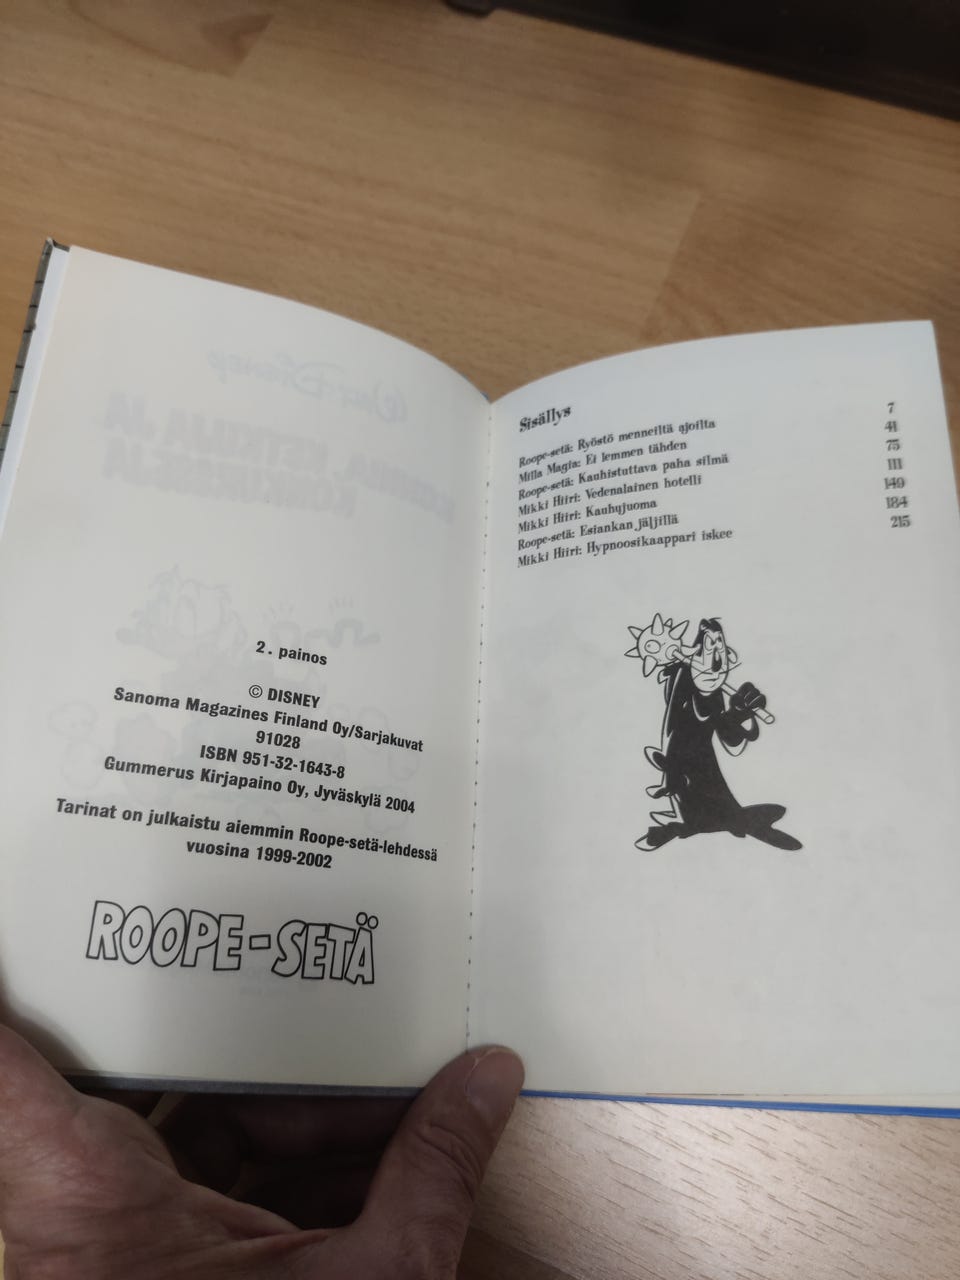 2. painos
© DISNEY
Sanoma Magazines Finland Oy/Sarjakuvat
91028
ISBN 951-32-1643-8
Gummerus Kirjapaino Oy, Jyväskylä 2004
Tarinat on julkaistu aiemmin Roope-setä-lehdessä
vuosina 1999-2002
ROOPE-SETÄ
Sisällys
Roope-setä: Ryöstö menneiltä ajoilta 7
Milla Magia: Ei lemmen tähden 41
Roope-setä: Kauhistuttava paha silmä 75
Mikki Hiiri: Vedenalainen hotelli 111
Mikki Hiiri: Kauhujuoma 149
Roope-setä: Esiankan jäljillä 184
Mikki Hiiri: Hypnoosikaappari iskee 215